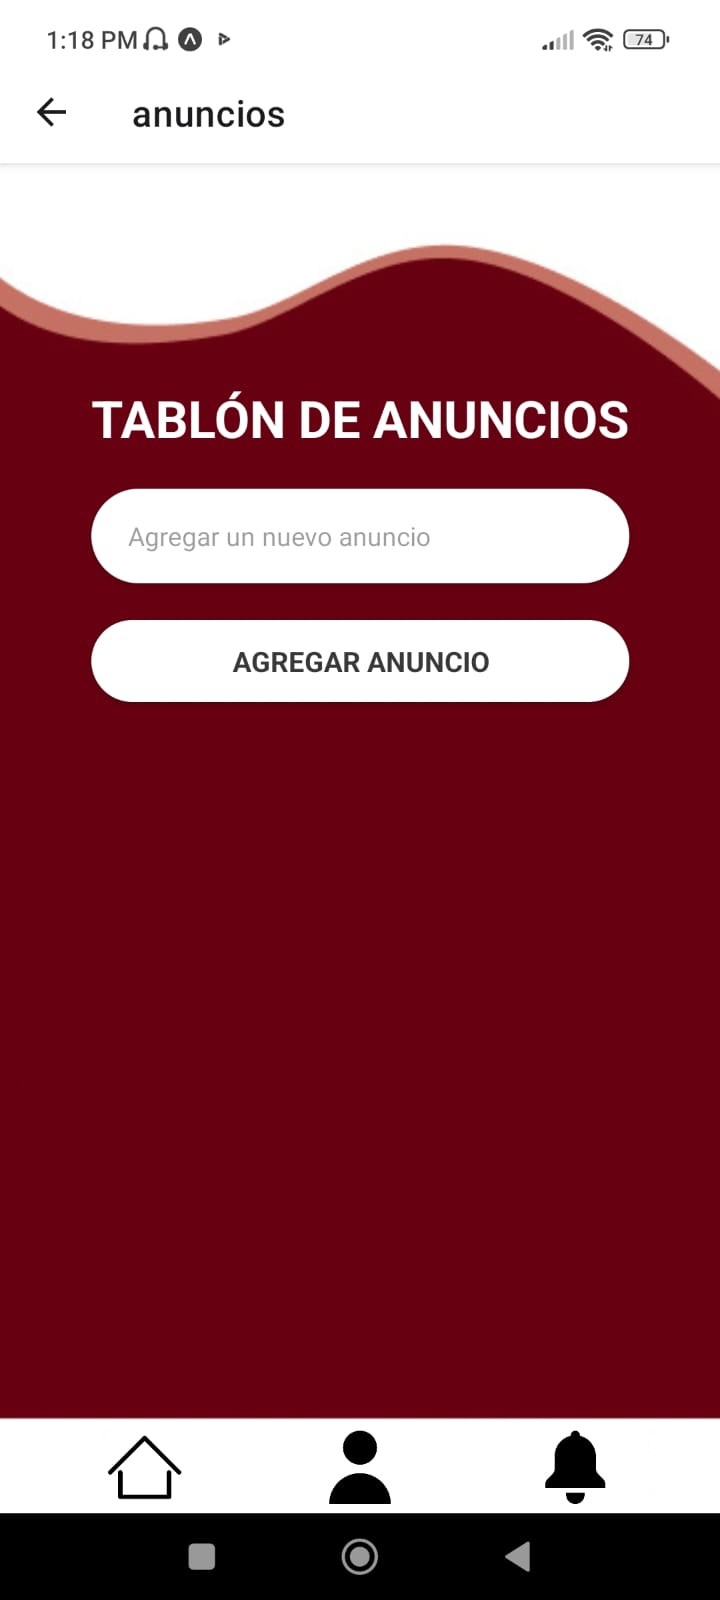 1:18 PM
74
anuncios
TABLÓN DE ANUNCIOS
Agregar un nuevo anuncio
AGREGAR ANUNCIO